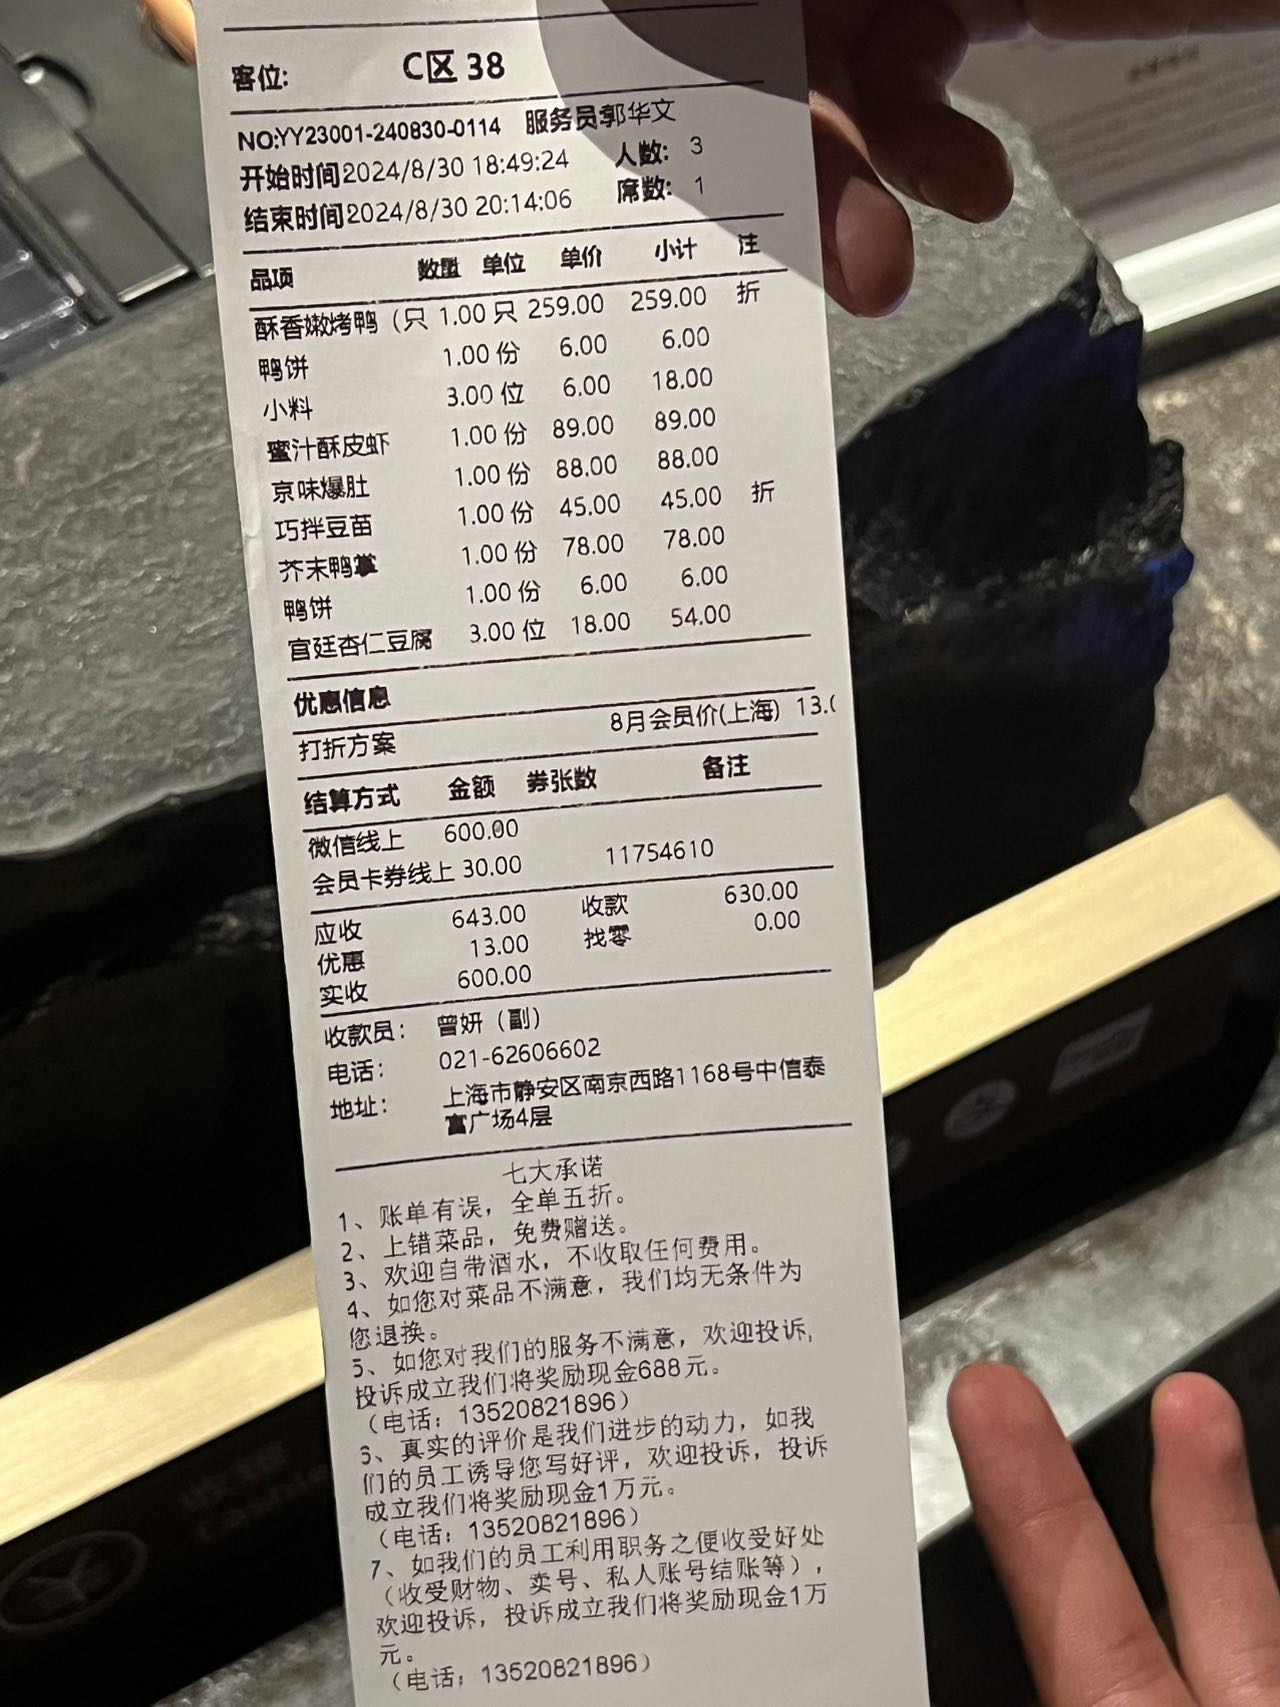 客位: C区 38
NO:YY23001-240830-0114 服务员:郭华文
开始时间2024/8/30 18:49:24 人数: 3
结束时间2024/8/30 20:14:06 席数: 1
品项 数量 单位 单价 小计 注
酥香嫩烤鸭（只 1.00 只 259.00 259.00 折
鸭饼 1.00 份 6.00 6.00
小料 3.00 位 6.00 18.00
蜜汁酥皮虾 1.00 份 89.00 89.00
京味爆肚 1.00 份 88.00 88.00
巧拌豆苗 1.00 份 45.00 45.00 折
芥末鸭掌 1.00 份 78.00 78.00
鸭饼 1.00 份 6.00 6.00
宫廷杏仁豆腐 3.00 位 18.00 54.00
优惠信息
打折方案 8月会员价(上海) 13.0
结算方式 金额 券张数 备注
微信线上 600.00
会员卡券线上 30.00 11754610
应收 643.00 收款 630.00
优惠 13.00 找零 0.00
实收 600.00
收款员： 曾妍（副）
电话： 021-62606602
地址： 上海市静安区南京西路1168号中信泰
富广场4层
七大承诺
1、账单有误，全单五折。
2、上错菜品，免费赠送。
3、欢迎自带酒水，不收取任何费用。
4、如您对菜品不满意，我们均无条件为
您退换。
5、如您对我们的服务不满意，欢迎投诉，
投诉成立我们将奖励现金688元。
（电话：13520821896）
6、真实的评价是我们进步的动力，如我
们的员工诱导您写好评，欢迎投诉，投诉
成立我们将奖励现金1万元。
（电话：13520821896）
7、如我们的员工利用职务之便收受好处
（收受财物、卖号、私人账号结账等），
欢迎投诉，投诉成立我们将奖励现金1万
元。
（电话：13520821896）